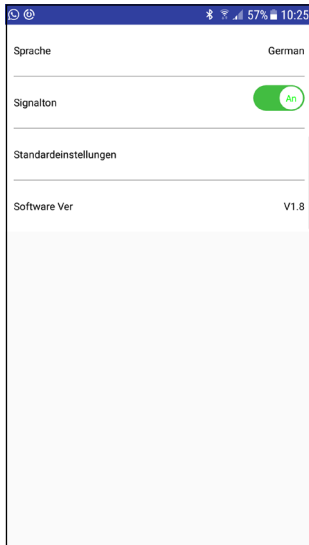 57% 10:25
Sprache German
Signalton An
Standardeinstellungen
Software Ver V1.8